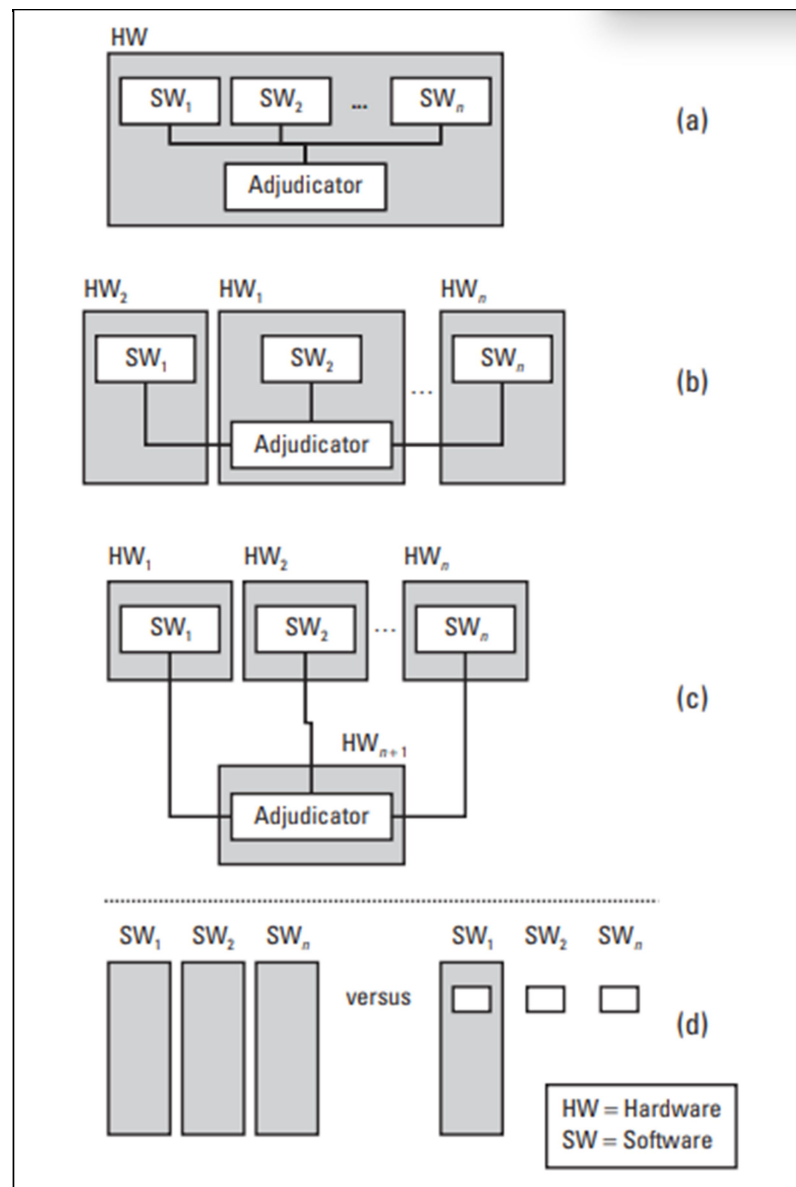 HW
SW₁ SW₂ ... SWₙ
(a)
Adjudicator
HW₂ HW₁ HWₙ
SW₁ SW₂ SWₙ
(b)
...
Adjudicator
HW₁ HW₂ HWₙ
SW₁ SW₂ ... SWₙ
(c)
HWₙ₊₁
Adjudicator
SW₁ SW₂ SWₙ SW₁ SW₂ SWₙ
versus
(d)
HW = Hardware
SW = Software